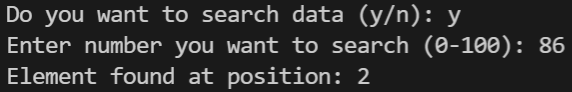 Do you want to search data (y/n): y
Enter number you want to search (0-100): 86
Element found at position: 2